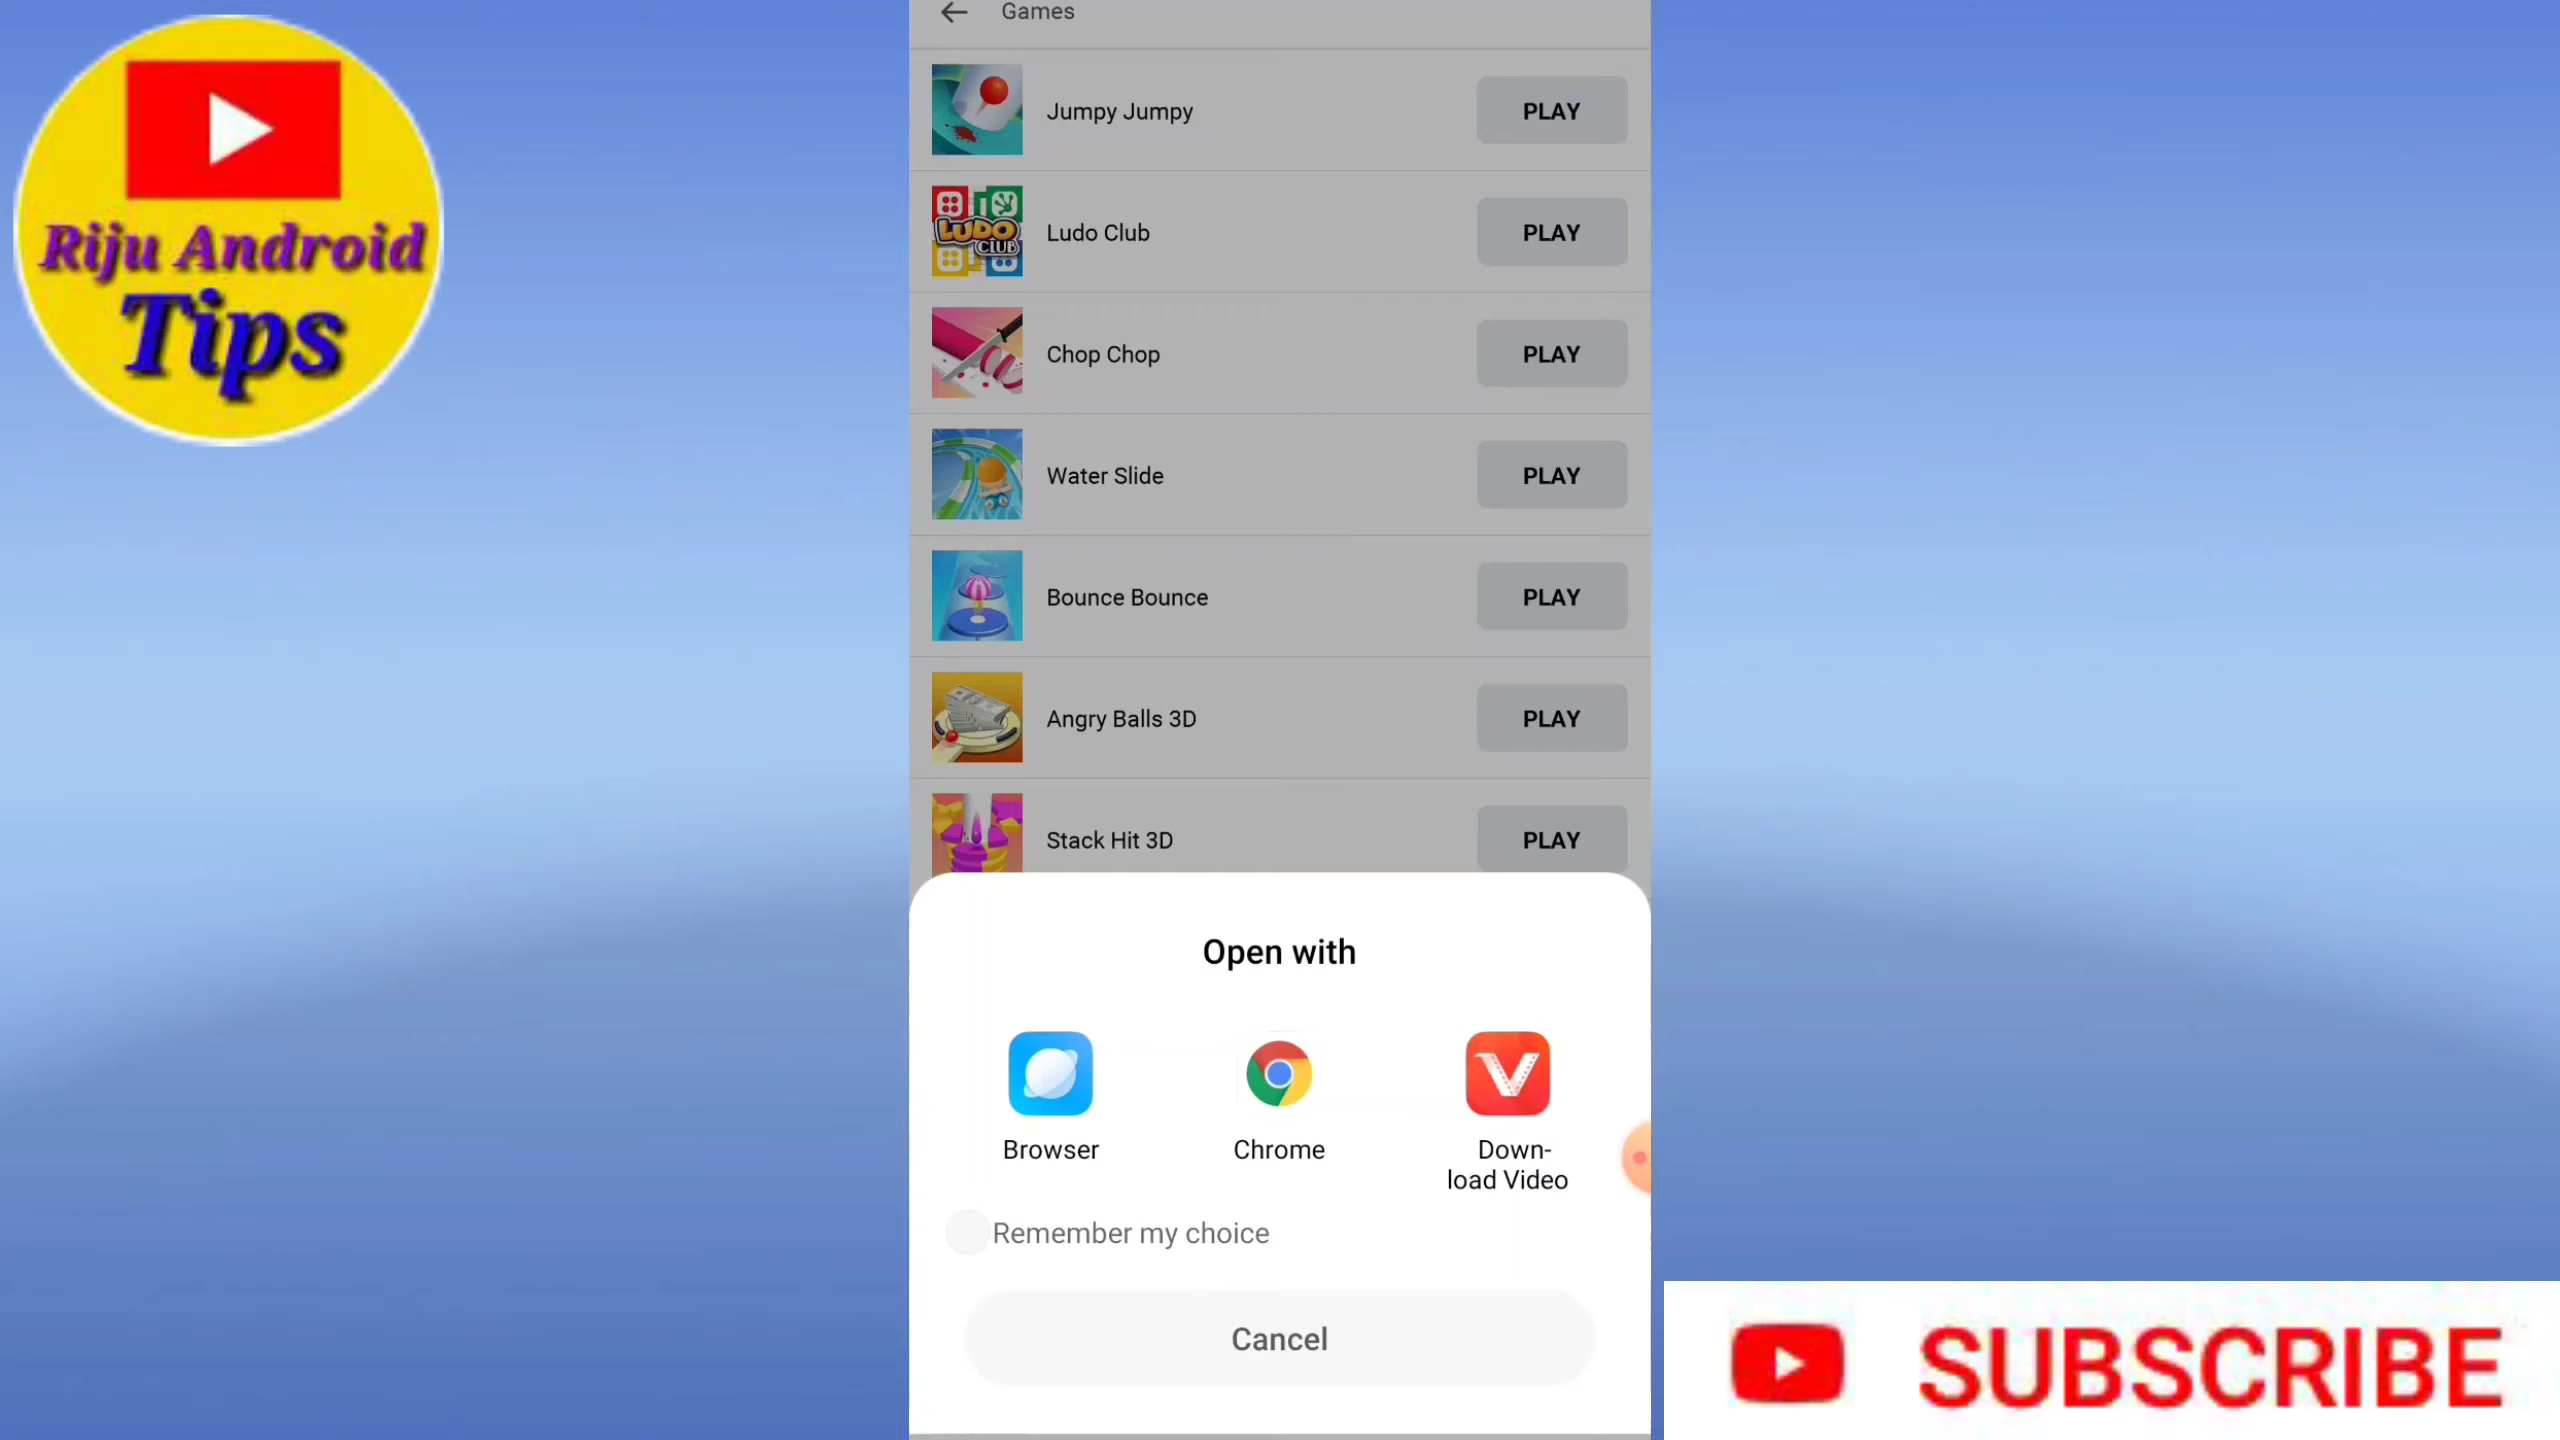 Riju Android
Tips
Games
Jumpy Jumpy
PLAY
LUDO
CLUB
Ludo Club
PLAY
Chop Chop
PLAY
Water Slide
PLAY
Bounce Bounce
PLAY
Angry Balls 3D
PLAY
Stack Hit 3D
PLAY
Open with
Browser
Chrome
Down-
load Video
Remember my choice
Cancel
SUBSCRIBE